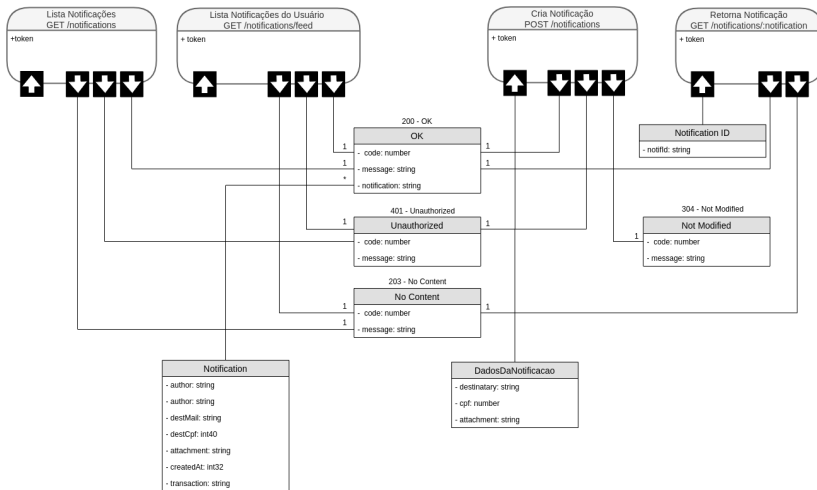 Lista Notificações
GET /notifications
+token
Lista Notificações do Usuário
GET /notifications/feed
+ token
Cria Notificação
POST /notifications
+ token
Retorna Notificação
GET /notifications/:notification
+ token
200 - OK
OK
- code: number
- message: string
- notification: string
1
1
*
1
1
Notification ID
- notifId: string
401 - Unauthorized
Unauthorized
- code: number
- message: string
1
1
304 - Not Modified
Not Modified
- code: number
- message: string
1
203 - No Content
No Content
- code: number
- message: string
1
1
1
Notification
- author: string
- author: string
- destMail: string
- destCpf: int40
- attachment: string
- createdAt: int32
- transaction: string
DadosDaNotificacao
- destinatary: string
- cpf: number
- attachment: string